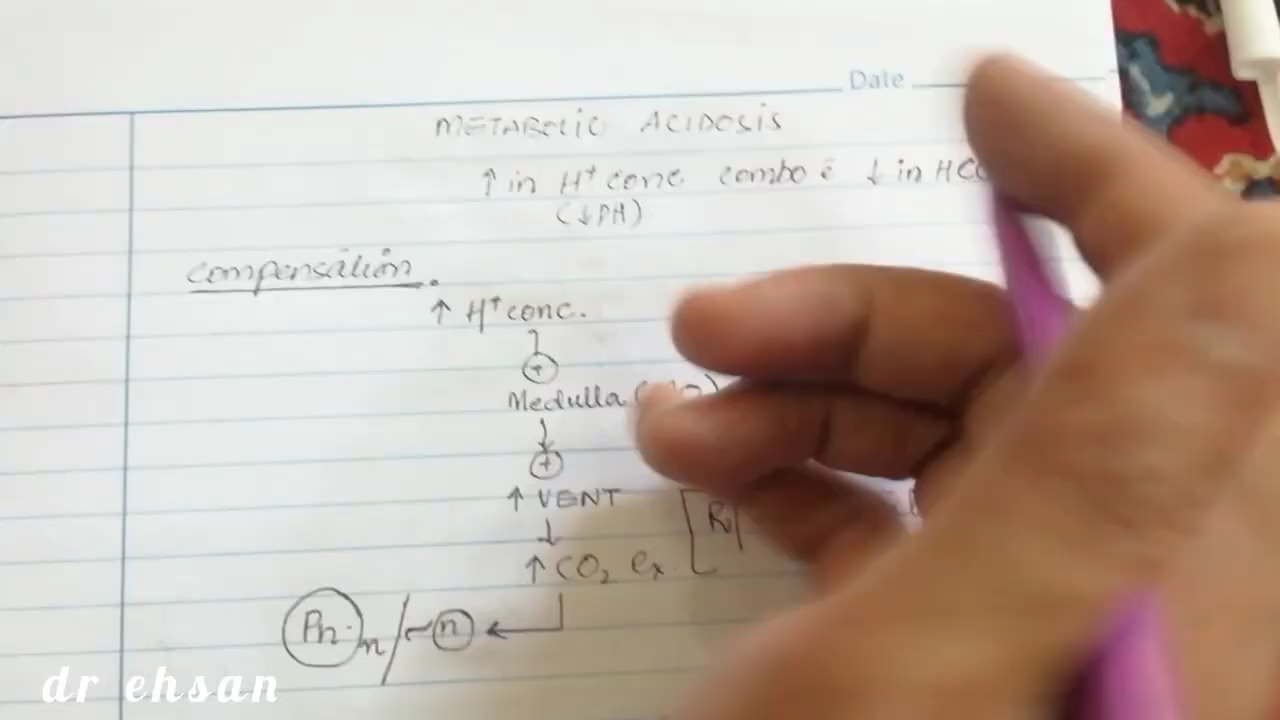 Date
METABOLIC ACIDOSIS
↑ in H⁺ conc combo c̄ ↓ in HCO
(↓PH)
Compensation.
↑ H⁺ conc.
+
Medulla
+
↑ VENT
↓
↑ CO₂ ex.
Ph n/~ n
dr ehsan